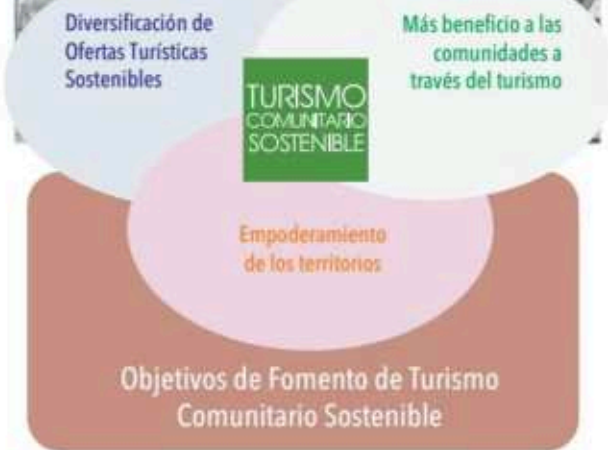 Diversificación de
Ofertas Turísticas
Sostenibles
Más beneficio a las
comunidades a
través del turismo
TURISMO
COMUNITARIO
SOSTENIBLE
Empoderamiento
de los territorios
Objetivos de Fomento de Turismo
Comunitario Sostenible